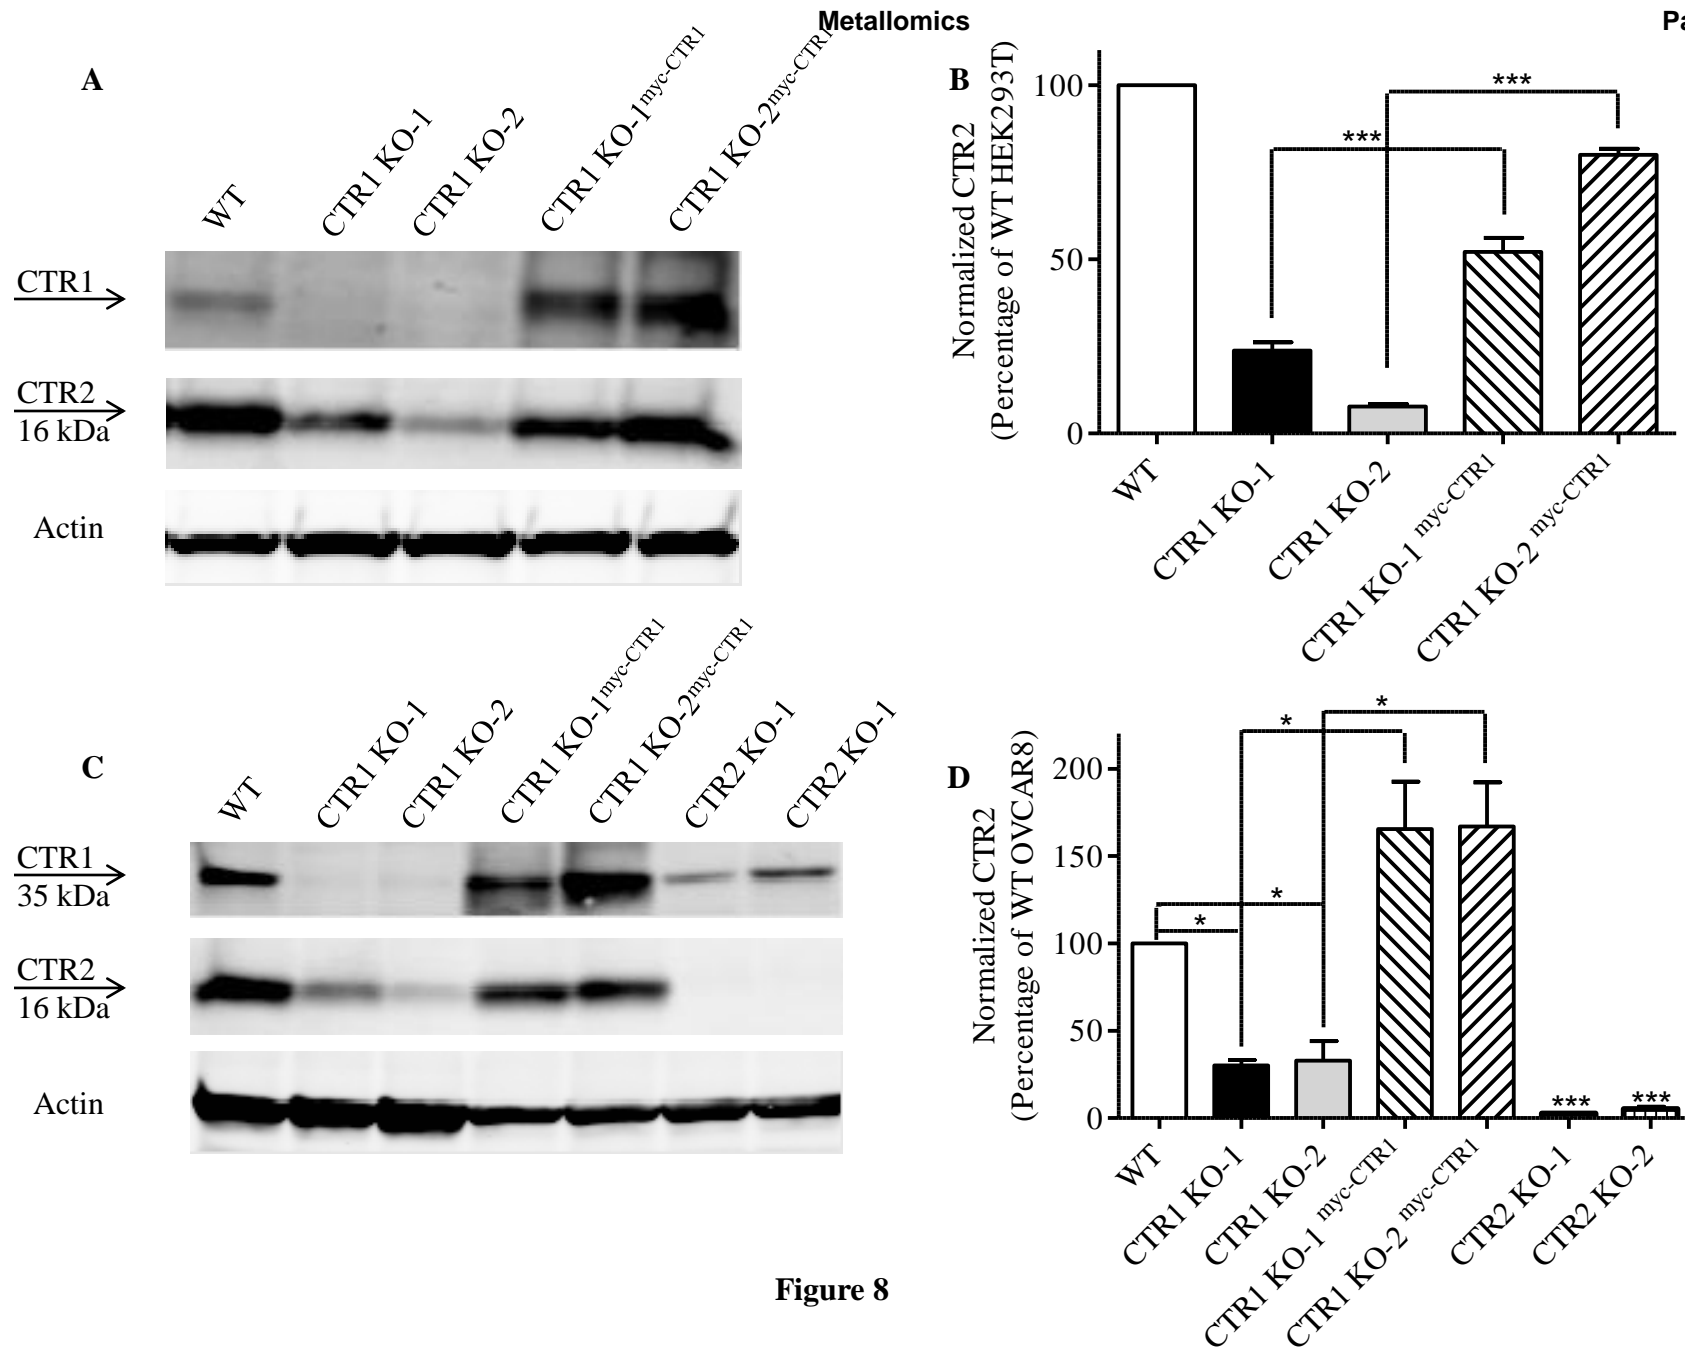 Metallomics
Pa
A
WT
CTR1 KO-1
CTR1 KO-2
CTR1 KO-1myc-CTR1
CTR1 KO-2myc-CTR1
CTR1
CTR2
16 kDa
Actin
B
Normalized CTR2
(Percentage of WT HEK293T)
100
50
0
***
***
WT
CTR1 KO-1
CTR1 KO-2
CTR1 KO-1 myc-CTR1
CTR1 KO-2 myc-CTR1
C
WT
CTR1 KO-1
CTR1 KO-2
CTR1 KO-1myc-CTR1
CTR1 KO-2myc-CTR1
CTR2 KO-1
CTR2 KO-1
CTR1
35 kDa
CTR2
16 kDa
Actin
D
Normalized CTR2
(Percentage of WT OVCAR8)
200
150
100
50
0
*
*
*
*
***
***
WT
CTR1 KO-1
CTR1 KO-2
CTR1 KO-1 myc-CTR1
CTR1 KO-2 myc-CTR1
CTR2 KO-1
CTR2 KO-2
Figure 8